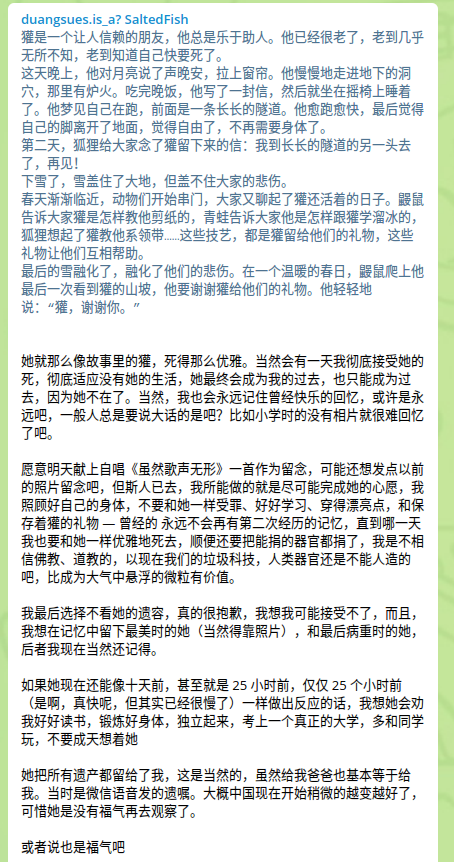 duangsues.is_a? SaltedFish
獾是一个让人信赖的朋友，他总是乐于助人。他已经很老了，老到几乎
无所不知，老到知道自己快要死了。
这天晚上，他对月亮说了声晚安，拉上窗帘。他慢慢地走进地下的洞
穴，那里有炉火。吃完晚饭，他写了一封信，然后就坐在摇椅上睡着
了。他梦见自己在跑，前面是一条长长的隧道。他愈跑愈快，最后觉得
自己的脚离开了地面，觉得自由了，不再需要身体了。
第二天，狐狸给大家念了獾留下来的信：我到长长的隧道的另一头去
了，再见！
下雪了，雪盖住了大地，但盖不住大家的悲伤。
春天渐渐临近，动物们开始串门，大家又聊起了獾还活着的日子。鼹鼠
告诉大家獾是怎样教他剪纸的，青蛙告诉大家他是怎样跟獾学溜冰的，
狐狸想起了獾教他系领带......这些技艺，都是獾留给他们的礼物，这些
礼物让他们互相帮助。
最后的雪融化了，融化了他们的悲伤。在一个温暖的春日，鼹鼠爬上他
最后一次看到獾的山坡，他要谢谢獾给他们的礼物。他轻轻地
说：“獾，谢谢你。”
她就那么像故事里的獾，死得那么优雅。当然会有一天我彻底接受她的
死，彻底适应没有她的生活，她最终会成为我的过去，也只能成为过
去，因为她不在了。当然，我也会永远记住曾经快乐的回忆，或许是永
远吧，一般人总是要说大话的是吧？比如小学时的没有相片就很难回忆
了吧。
愿意明天献上自唱《虽然歌声无形》一首作为留念，可能还想发点以前
的照片留念吧，但斯人已去，我所能做的就是尽可能完成她的心愿，我
照顾好自己的身体，不要和她一样受罪、好好学习、穿得漂亮点，和保
存着獾的礼物 — 曾经的 永远不会再有第二次经历的记忆，直到哪一天
我也要和她一样优雅地死去，顺便还要把能捐的器官都捐了，我是不相
信佛教、道教的，以现在我们的垃圾科技，人类器官还是不能人造的
吧，比成为大气中悬浮的微粒有价值。
我最后选择不看她的遗容，真的很抱歉，我想我可能接受不了，而且，
我想在记忆中留下最美时的她（当然得靠照片），和最后病重时的她，
后者我现在当然还记得。
如果她现在还能像十天前，甚至就是 25 小时前，仅仅 25 个小时前
（是啊，真快呢，但其实已经很慢了）一样做出反应的话，我想她会劝
我好好读书，锻炼好身体，独立起来，考上一个真正的大学，多和同学
玩，不要成天想着她
她把所有遗产都留给了我，这是当然的，虽然给我爸爸也基本等于给
我。当时是微信语音发的遗嘱。大概中国现在开始稍微的越变越好了，
可惜她是没有福气再去观察了。
或者说也是福气吧